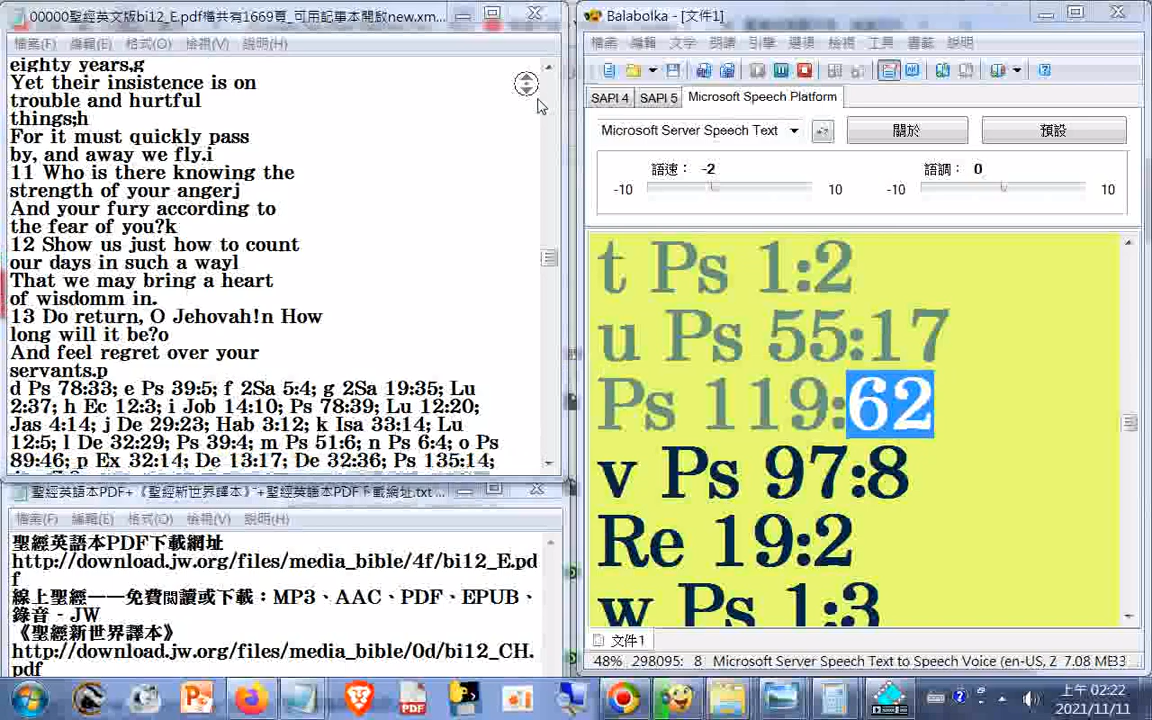 00000聖經英文版bi12_E.pdf檔共有1669頁_可用記事本開啟new.xm...
檔案(F) 編輯(E) 格式(O) 檢視(V) 說明(H)
eighty years,g
Yet their insistence is on
trouble and hurtful
things;h
For it must quickly pass
by, and away we fly.i
11 Who is there knowing the
strength of your angerj
And your fury according to
the fear of you?k
12 Show us just how to count
our days in such a wayl
That we may bring a heart
of wisdomm in.
13 Do return, O Jehovah!n How
long will it be?o
And feel regret over your
servants.p
d Ps 78:33; e Ps 39:5; f 2Sa 5:4; g 2Sa 19:35; Lu
2:37; h Ec 12:3; i Job 14:10; Ps 78:39; Lu 12:20;
Jas 4:14; j De 29:23; Hab 3:12; k Isa 33:14; Lu
12:5; l De 32:29; Ps 39:4; m Ps 51:6; n Ps 6:4; o Ps
89:46; p Ex 32:14; De 13:17; De 32:36; Ps 135:14;
聖經英語本PDF+《聖經新世界譯本》+聖經英語本PDF下載網址.txt ...
檔案(F) 編輯(E) 格式(O) 檢視(V) 說明(H)
聖經英語本PDF下載網址
http://download.jw.org/files/media_bible/4f/bi12_E.pd
f
線上聖經——免費閱讀或下載：MP3、AAC、PDF、EPUB、
錄音 - JW
《聖經新世界譯本》
http://download.jw.org/files/media_bible/0d/bi12_CH.
pdf
Balabolka - [文件1]
檔案 編輯 文字 朗讀 引擎 選項 檢視 工具 書籤 說明
SAPI 4 SAPI 5 Microsoft Speech Platform
Microsoft Server Speech Text 關於 預設
語速： -2 語調： 0
-10 10 -10 10
t Ps 1:2
u Ps 55:17
Ps 119:62
v Ps 97:8
Re 19:2
w Ps 1:3
文件1
48% 298095: 8 Microsoft Server Speech Text to Speech Voice (en-US, Z 7.08 MB3
上午 02:22
2021/11/11